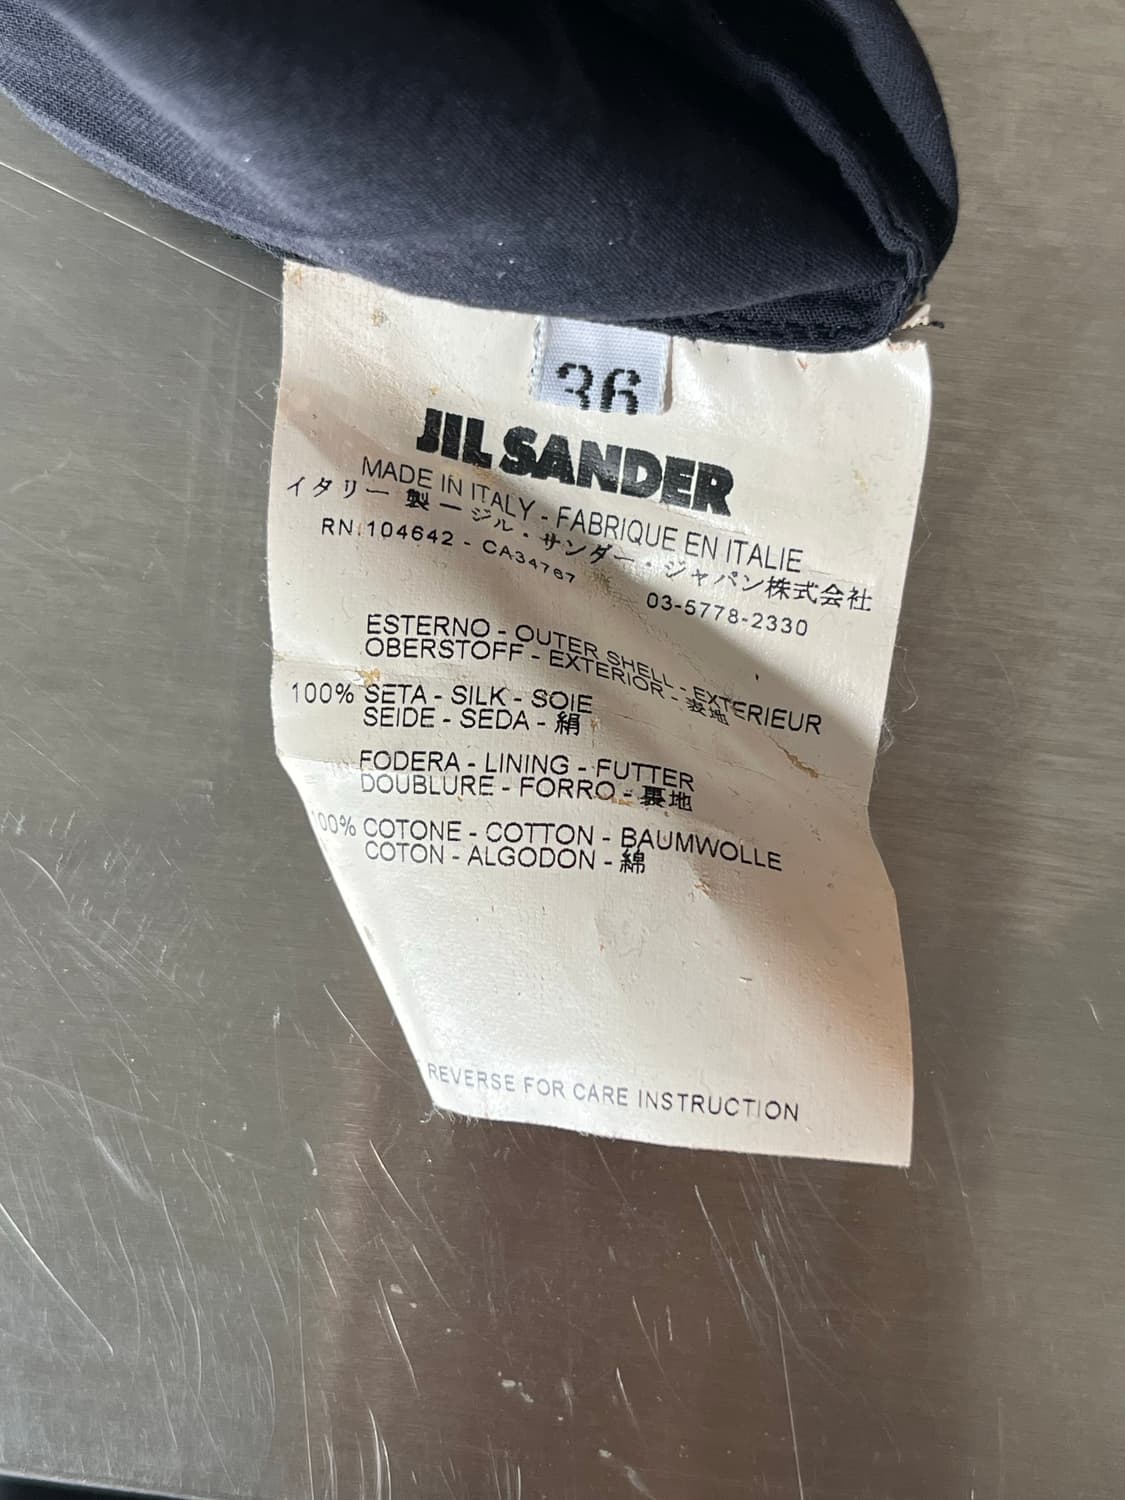 36
JIL SANDER
MADE IN ITALY - FABRIQUE EN ITALIE
イタリー 製 ー ジル・サンダー・ジャパン株式会社
RN 104642 - CA34767 03-5778-2330
ESTERNO - OUTER SHELL - EXTERIEUR
OBERSTOFF - EXTERIOR - 表地
100% SETA - SILK - SOIE
SEIDE - SEDA - 絹
FODERA - LINING - FUTTER
DOUBLURE - FORRO - 裏地
100% COTONE - COTTON - BAUMWOLLE
COTON - ALGODON - 綿
REVERSE FOR CARE INSTRUCTION